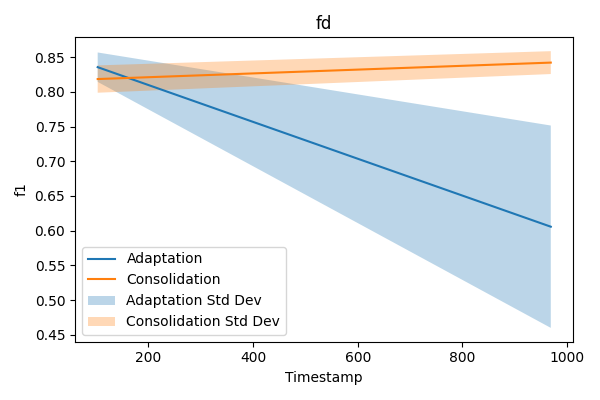 fd
f1
0.85
0.80
0.75
0.70
0.65
0.60
0.55
0.50
0.45
Adaptation
Consolidation
Adaptation Std Dev
Consolidation Std Dev
200
400
600
800
1000
Timestamp